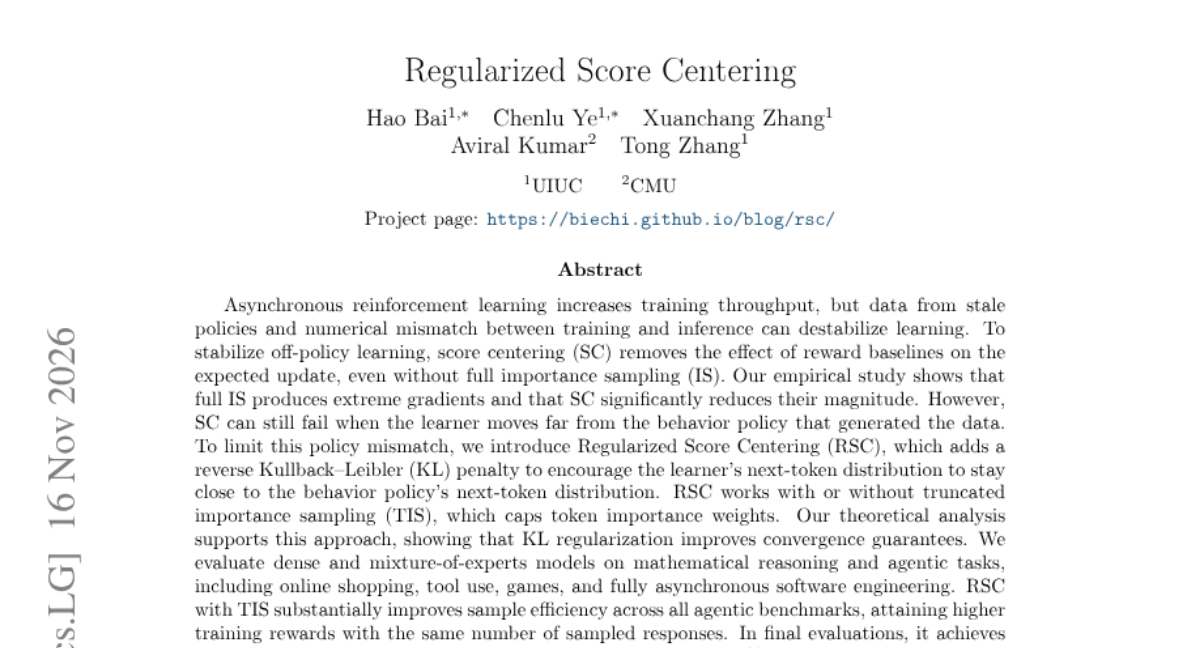 Regularized Score Centering
Hao Bai1,* Chenlu Ye1,* Xuanchang Zhang1
Aviral Kumar2 Tong Zhang1
1UIUC 2CMU
Project page: https://biechi.github.io/blog/rsc/
Abstract
Asynchronous reinforcement learning increases training throughput, but data from stale
policies and numerical mismatch between training and inference can destabilize learning. To
stabilize off-policy learning, score centering (SC) removes the effect of reward baselines on the
expected update, even without full importance sampling (IS). Our empirical study shows that
full IS produces extreme gradients and that SC significantly reduces their magnitude. However,
SC can still fail when the learner moves far from the behavior policy that generated the data.
To limit this policy mismatch, we introduce Regularized Score Centering (RSC), which adds a
reverse Kullback–Leibler (KL) penalty to encourage the learner's next-token distribution to stay
close to the behavior policy's next-token distribution. RSC works with or without truncated
importance sampling (TIS), which caps token importance weights. Our theoretical analysis
supports this approach, showing that KL regularization improves convergence guarantees. We
evaluate dense and mixture-of-experts models on mathematical reasoning and agentic tasks,
including online shopping, tool use, games, and fully asynchronous software engineering. RSC
with TIS substantially improves sample efficiency across all agentic benchmarks, attaining higher
training rewards with the same number of sampled responses. In final evaluations, it achieves
cs.LG] 16 Nov 2026